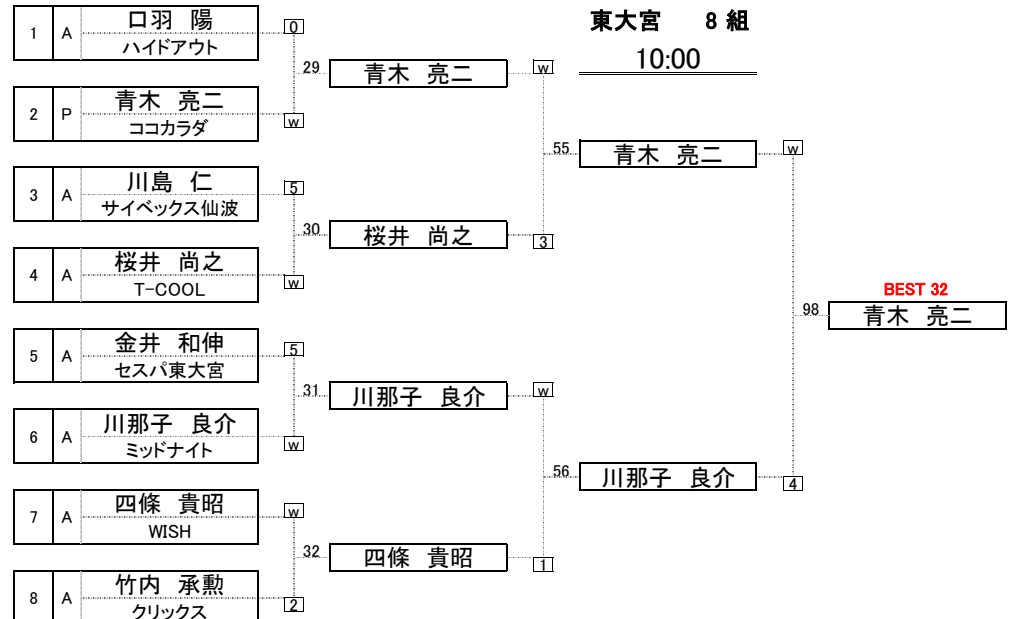 東大宮 8 組
10:00
1 A 口羽 陽 0
ハイドアウト
29 青木 亮二 w
2 P 青木 亮二 w
ココカラダ
55 青木 亮二 w
3 A 川島 仁 5
サイベックス仙波
30 桜井 尚之 3
4 A 桜井 尚之 w
T-COOL
BEST 32
98 青木 亮二
5 A 金井 和伸 5
セスパ東大宮
31 川那子 良介 w
6 A 川那子 良介 w
ミッドナイト
56 川那子 良介 4
7 A 四條 貴昭 w
WISH
32 四條 貴昭 1
8 A 竹内 承勲 2
クリックス